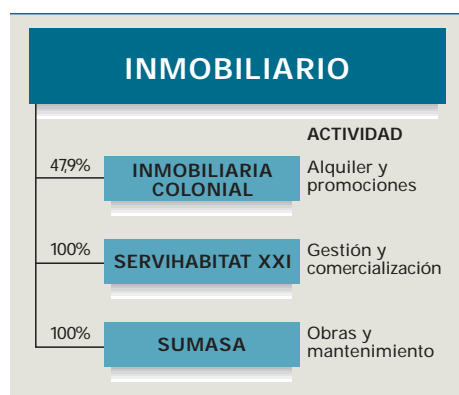 INMOBILIARIO
ACTIVIDAD
47,9%
INMOBILIARIA
COLONIAL
Alquiler y
promociones
100%
SERVIHABITAT XXI
Gestión y
comercialización
100%
SUMASA
Obras y
mantenimiento